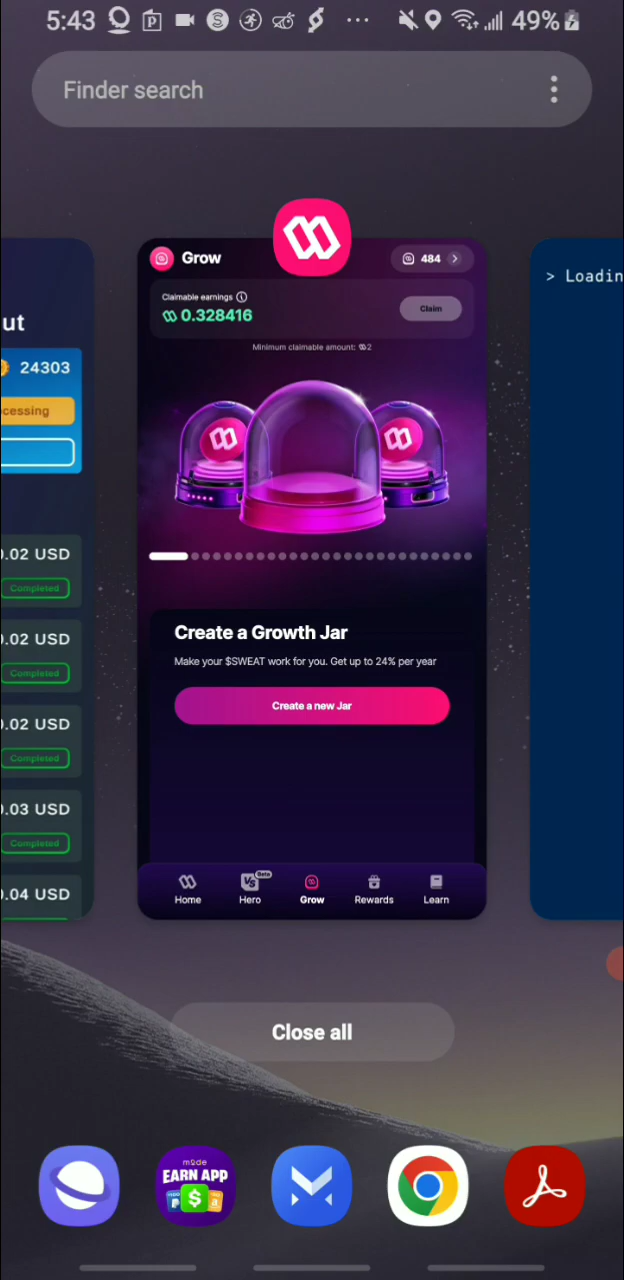 5:43
49%
Finder search
Grow
484
Claimable earnings
0.328416
Claim
Minimum claimable amount: 2
Create a Growth Jar
Make your $SWEAT work for you. Get up to 24% per year
Create a new Jar
Home
Hero
Beta
Grow
Rewards
Learn
ut
24303
cessing
0.02 USD
Completed
0.02 USD
Completed
0.02 USD
Completed
0.03 USD
Completed
0.04 USD
> Loadin
Close all
mode
EARN APP